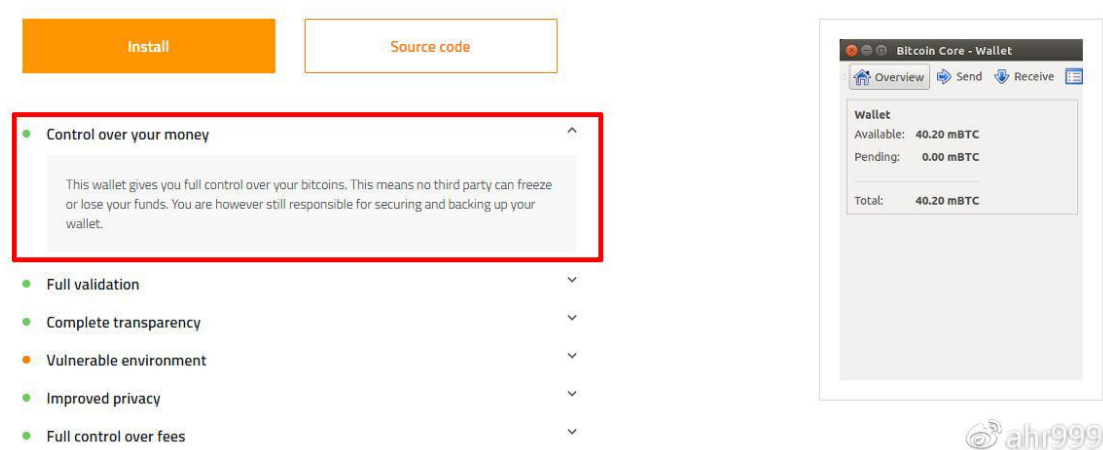 Install
Source code
Control over your money
This wallet gives you full control over your bitcoins. This means no third party can freeze
or lose your funds. You are however still responsible for securing and backing up your
wallet.
Full validation
Complete transparency
Vulnerable environment
Improved privacy
Full control over fees
Bitcoin Core - Wallet
Overview Send Receive
Wallet
Available: 40.20 mBTC
Pending: 0.00 mBTC
Total: 40.20 mBTC
ahr999